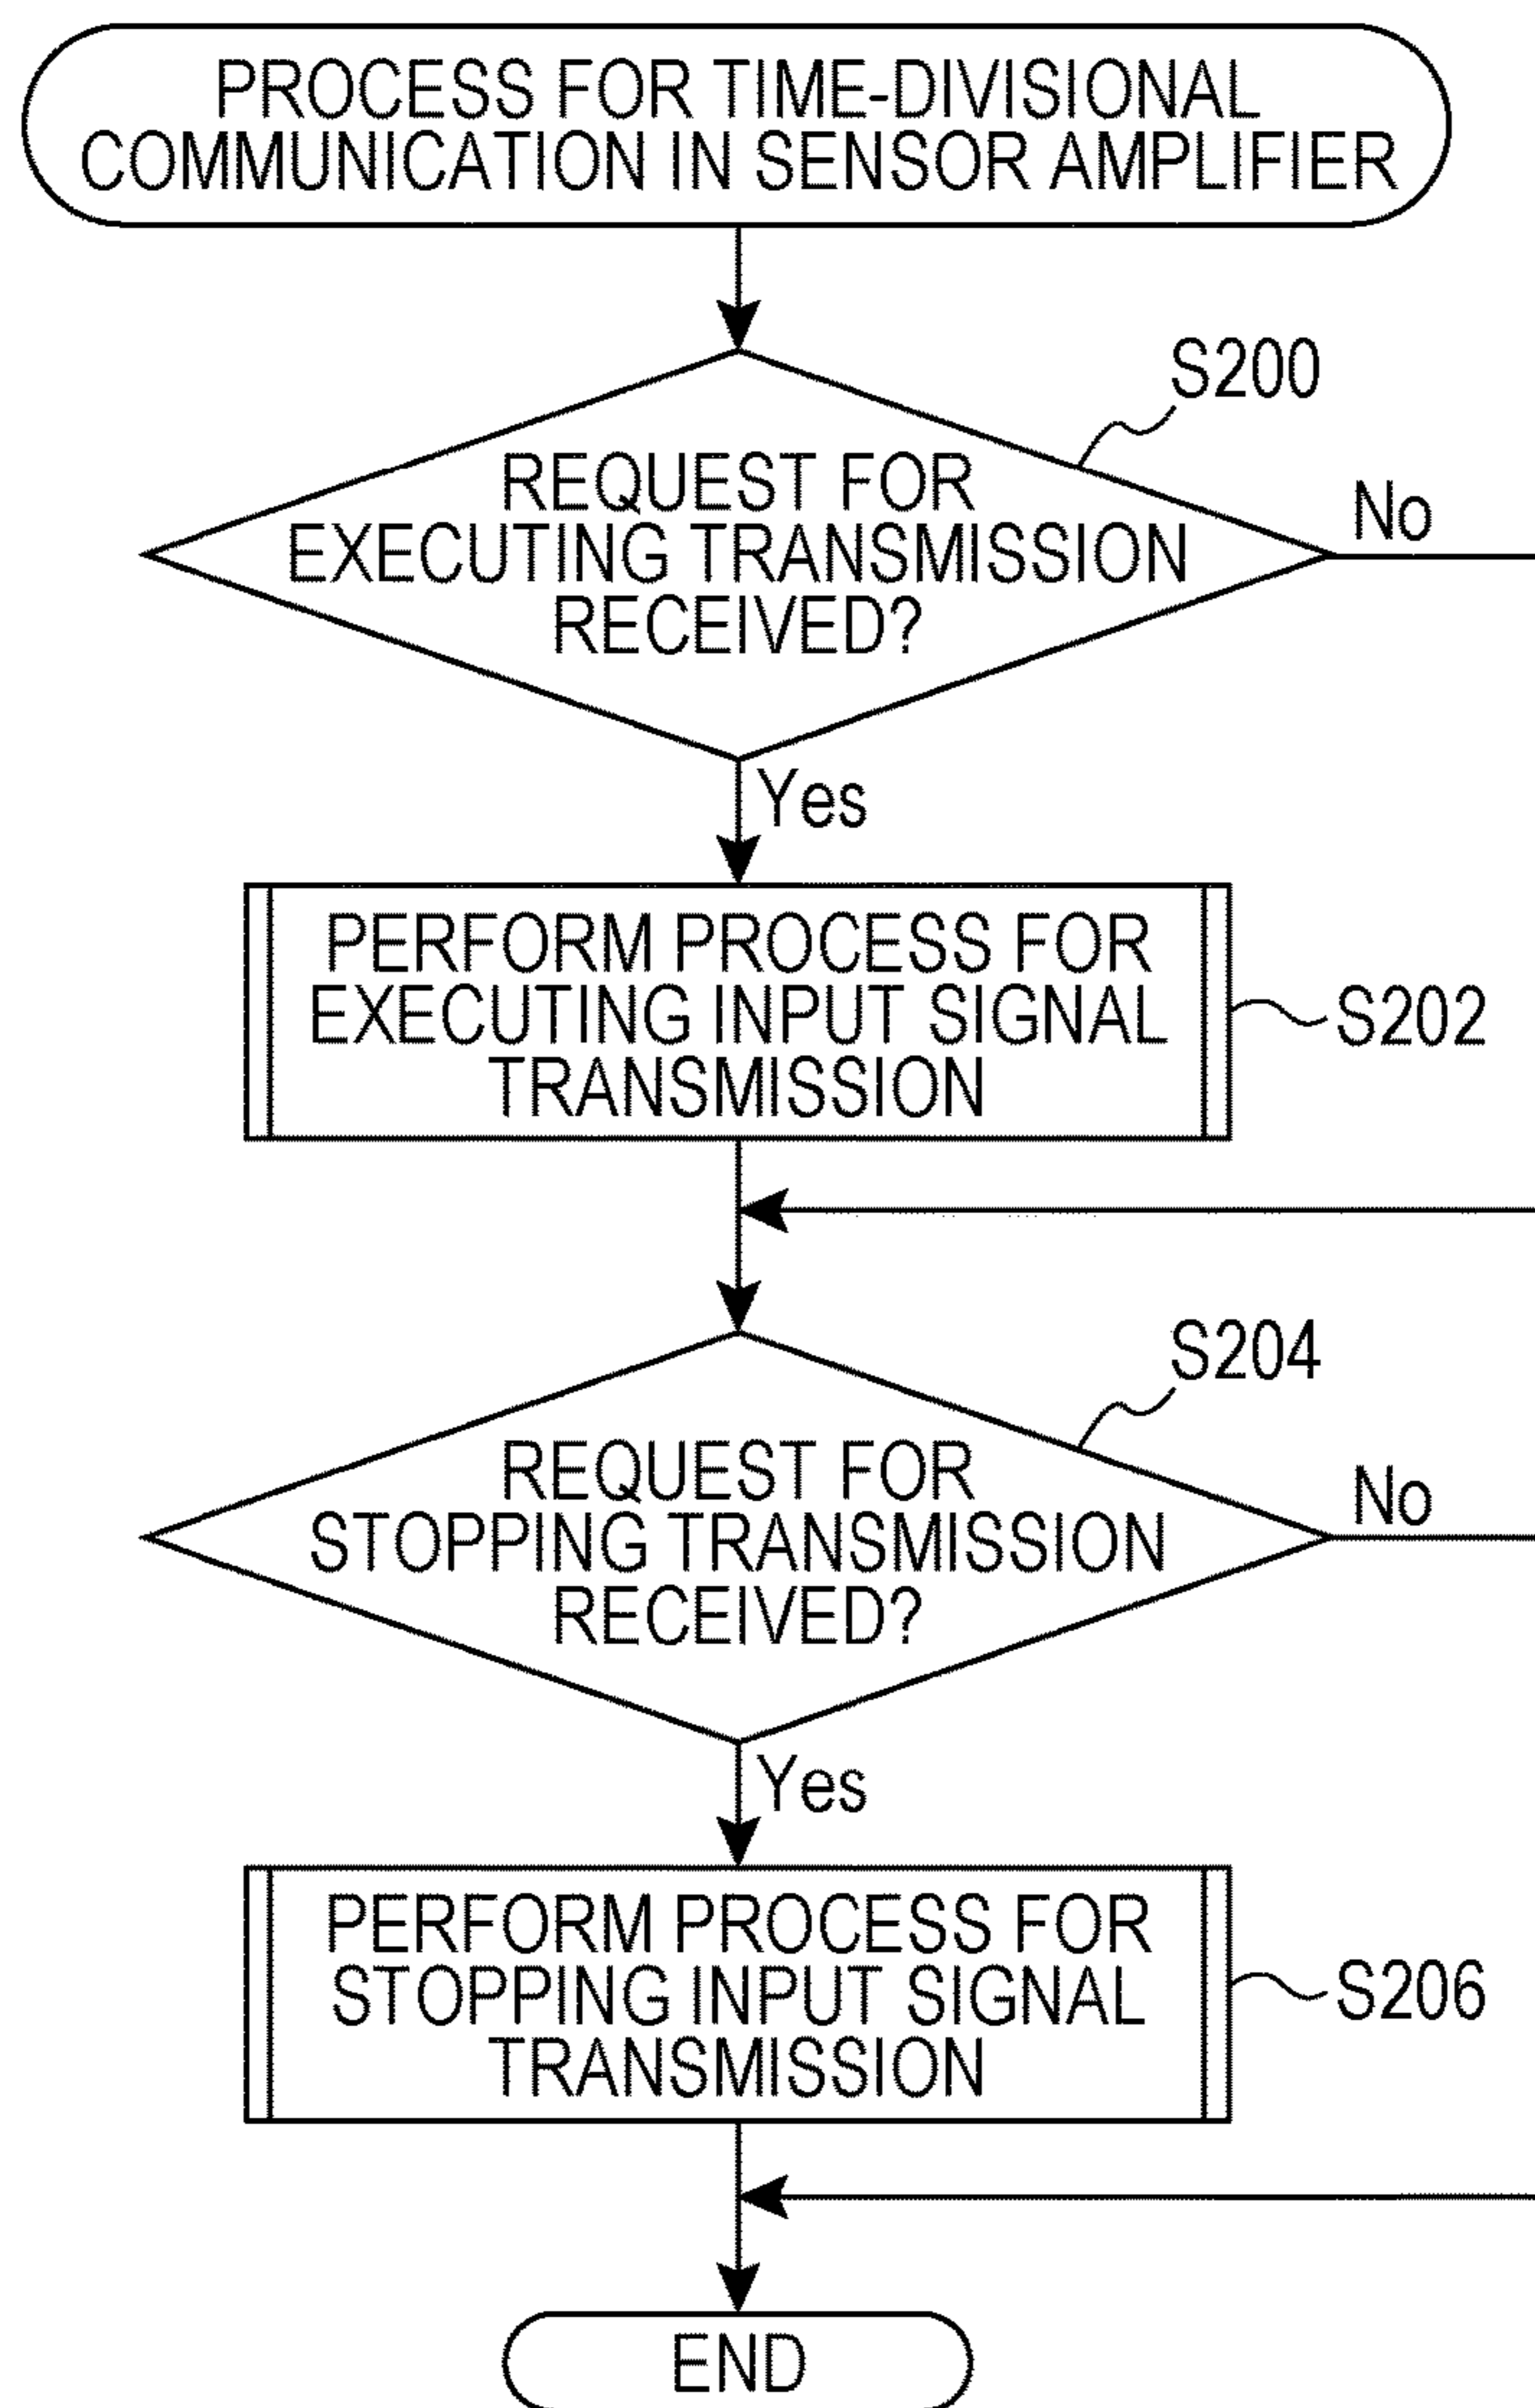 PROCESS FOR TIME-DIVISIONAL
COMMUNICATION IN SENSOR AMPLIFIER
S200
REQUEST FOR
EXECUTING TRANSMISSION
RECEIVED?
No
Yes
PERFORM PROCESS FOR
EXECUTING INPUT SIGNAL
TRANSMISSION
S202
S204
REQUEST FOR
STOPPING TRANSMISSION
RECEIVED?
No
Yes
PERFORM PROCESS FOR
STOPPING INPUT SIGNAL
TRANSMISSION
S206
END